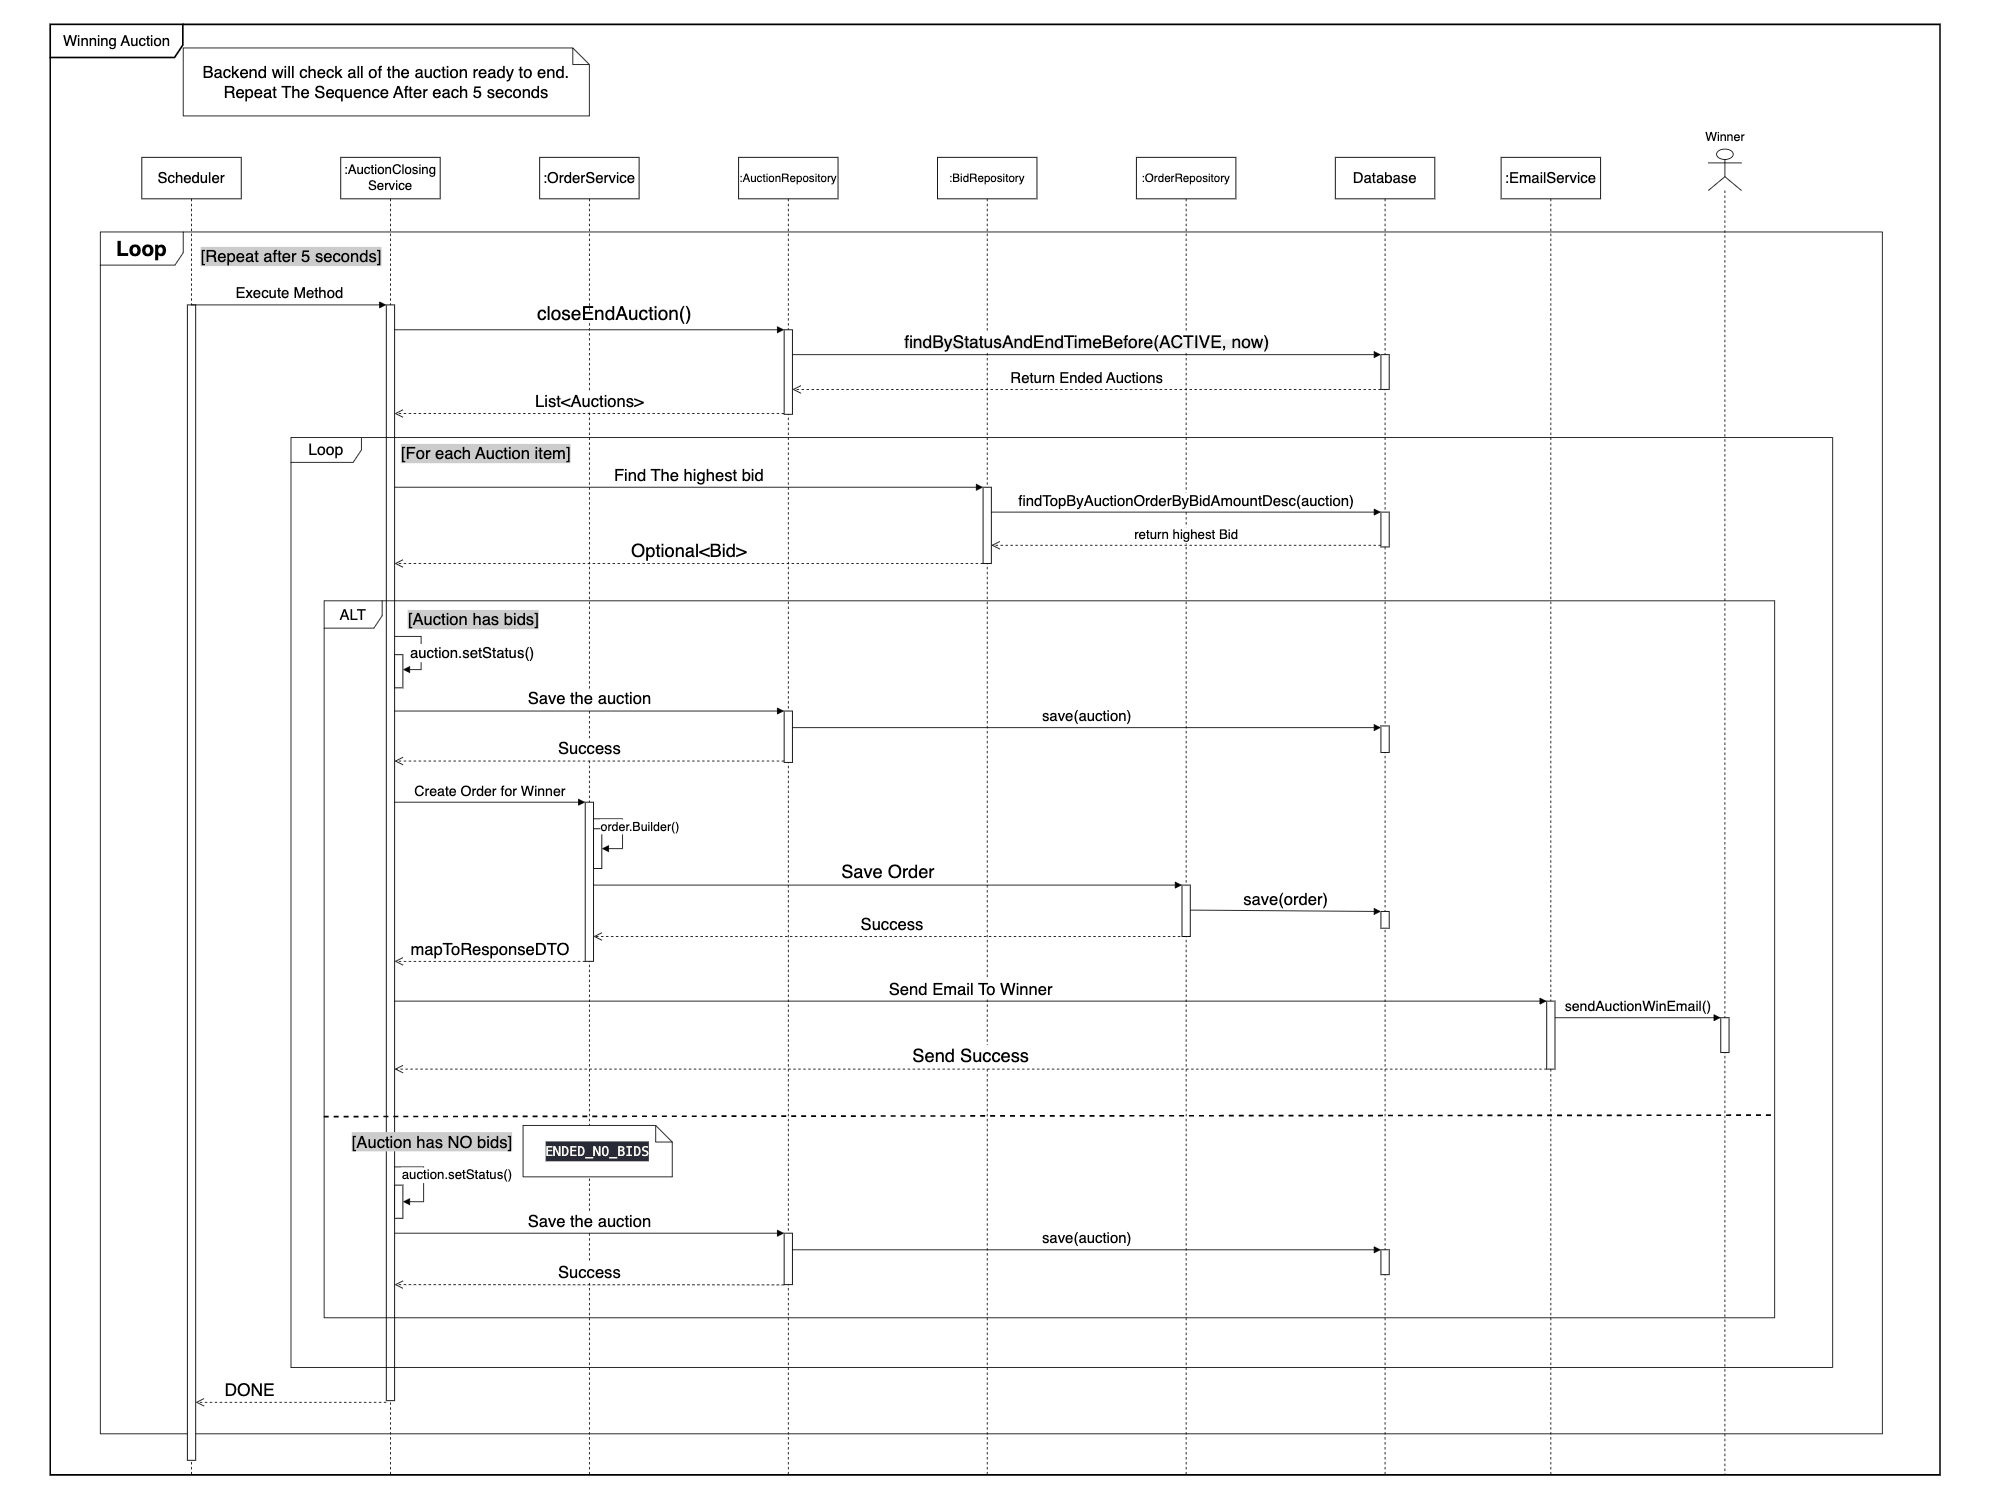 Winning Auction
Backend will check all of the auction ready to end.
Repeat The Sequence After each 5 seconds
Winner
Scheduler
:AuctionClosing
Service
:OrderService
:AuctionRepository
:BidRepository
:OrderRepository
Database
:EmailService
Loop
[Repeat after 5 seconds]
Execute Method
closeEndAuction()
findByStatusAndEndTimeBefore(ACTIVE, now)
Return Ended Auctions
List<Auctions>
Loop
[For each Auction item]
Find The highest bid
findTopByAuctionOrderByBidAmountDesc(auction)
return highest Bid
Optional<Bid>
ALT
[Auction has bids]
auction.setStatus()
Save the auction
save(auction)
Success
Create Order for Winner
order.Builder()
Save Order
save(order)
Success
mapToResponseDTO
Send Email To Winner
sendAuctionWinEmail()
Send Success
[Auction has NO bids]
ENDED_NO_BIDS
auction.setStatus()
Save the auction
save(auction)
Success
DONE